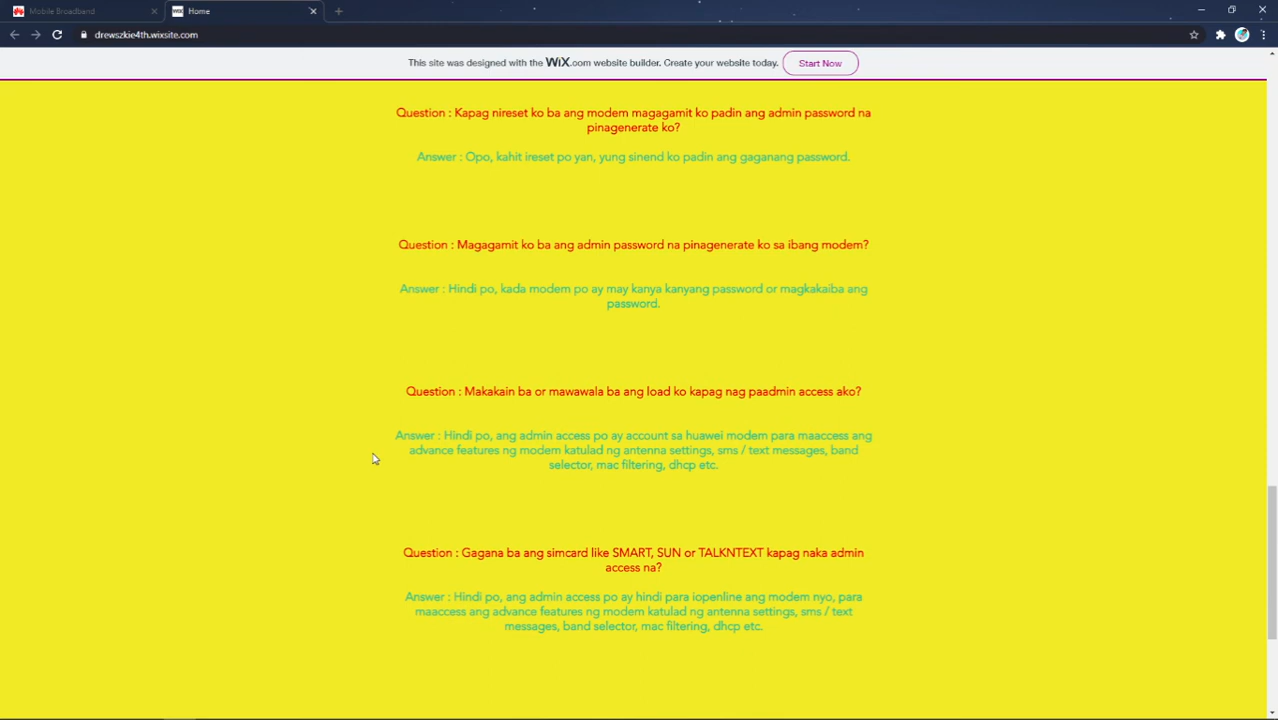 Mobile Broadband
Home
drewszkie4th.wixsite.com
This site was designed with the WiX.com website builder. Create your website today.
Start Now
Question : Kapag nireset ko ba ang modem magagamit ko padin ang admin password na
pinagenerate ko?
Answer : Opo, kahit ireset po yan, yung sinend ko padin ang gaganang password.
Question : Magagamit ko ba ang admin password na pinagenerate ko sa ibang modem?
Answer : Hindi po, kada modem po ay may kanya kanyang password or magkakaiba ang
password.
Question : Makakain ba or mawawala ba ang load ko kapag nag paadmin access ako?
Answer : Hindi po, ang admin access po ay account sa huawei modem para maaccess ang
advance features ng modem katulad ng antenna settings, sms / text messages, band
selector, mac filtering, dhcp etc.
Question : Gagana ba ang simcard like SMART, SUN or TALKNTEXT kapag naka admin
access na?
Answer : Hindi po, ang admin access po ay hindi para iopenline ang modem nyo, para
maaccess ang advance features ng modem katulad ng antenna settings, sms / text
messages, band selector, mac filtering, dhcp etc.